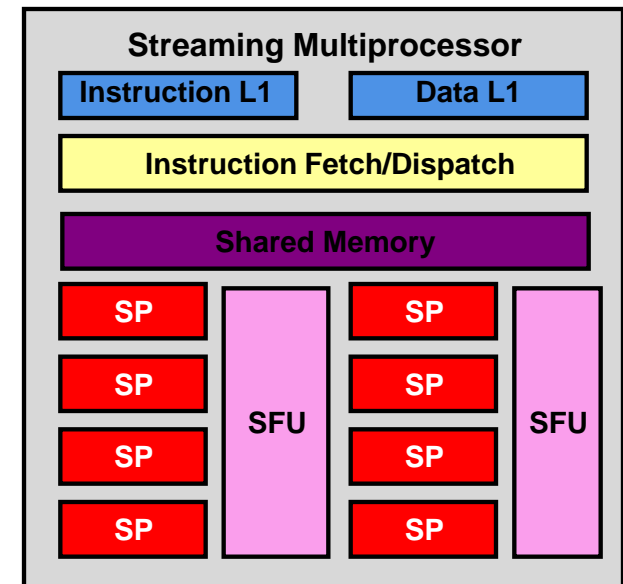 Streaming Multiprocessor
Instruction L1
Data L1
Instruction Fetch/Dispatch
Shared Memory
SP
SP
SP
SP
SFU
SP
SP
SP
SP
SFU